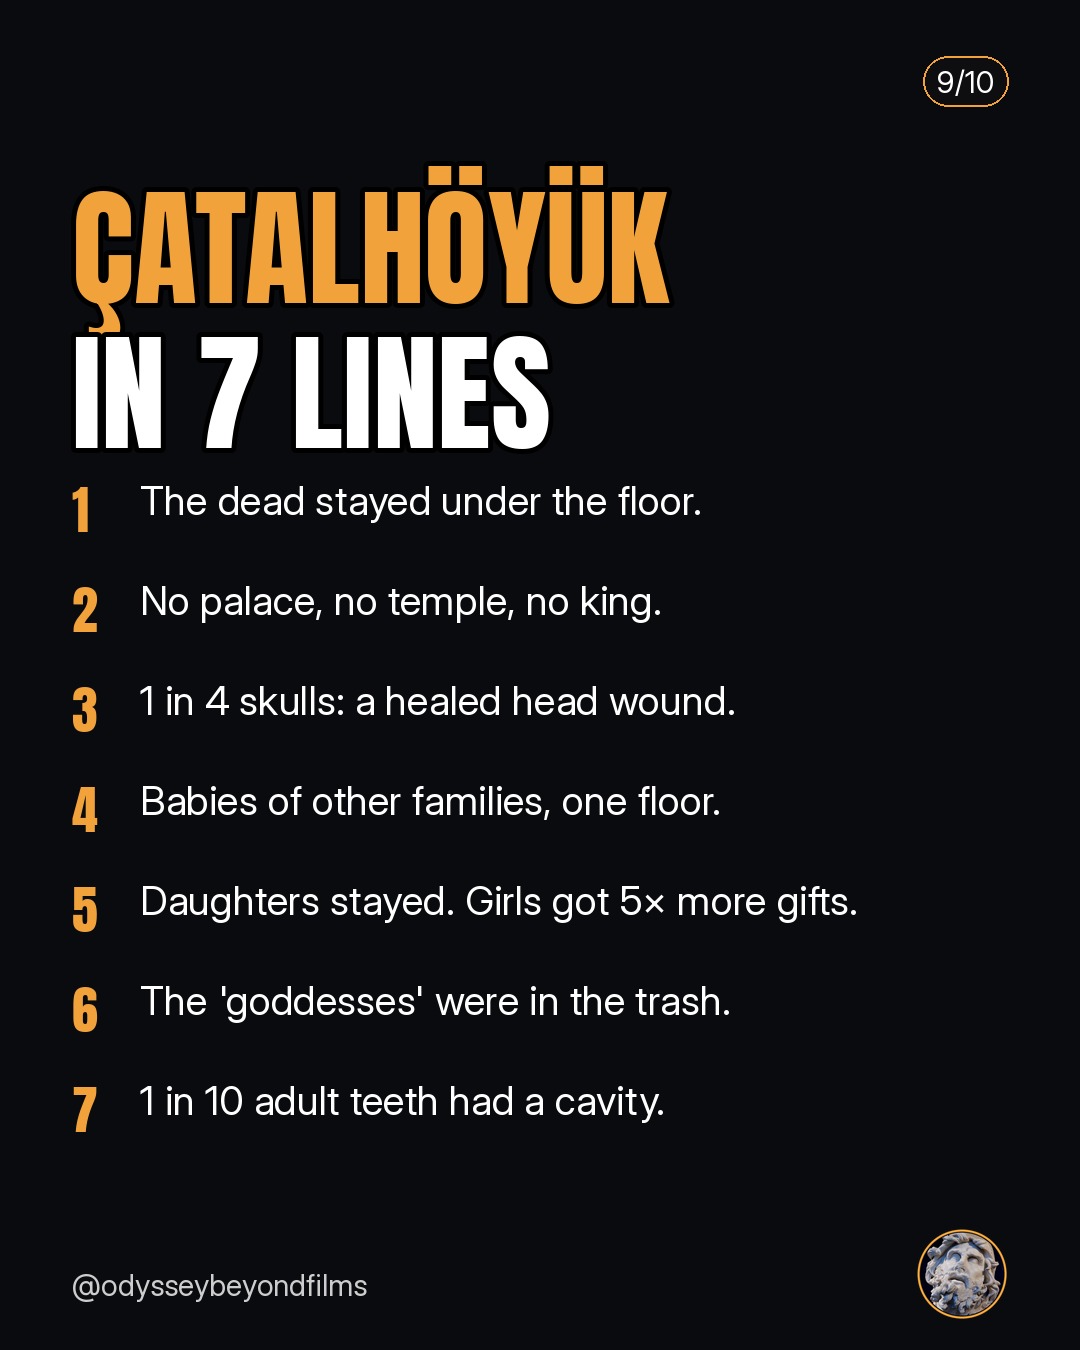 9/10
ÇATALHÖYÜK
IN 7 LINES
1 The dead stayed under the floor.
2 No palace, no temple, no king.
3 1 in 4 skulls: a healed head wound.
4 Babies of other families, one floor.
5 Daughters stayed. Girls got 5× more gifts.
6 The 'goddesses' were in the trash.
7 1 in 10 adult teeth had a cavity.
@odysseybeyondfilms